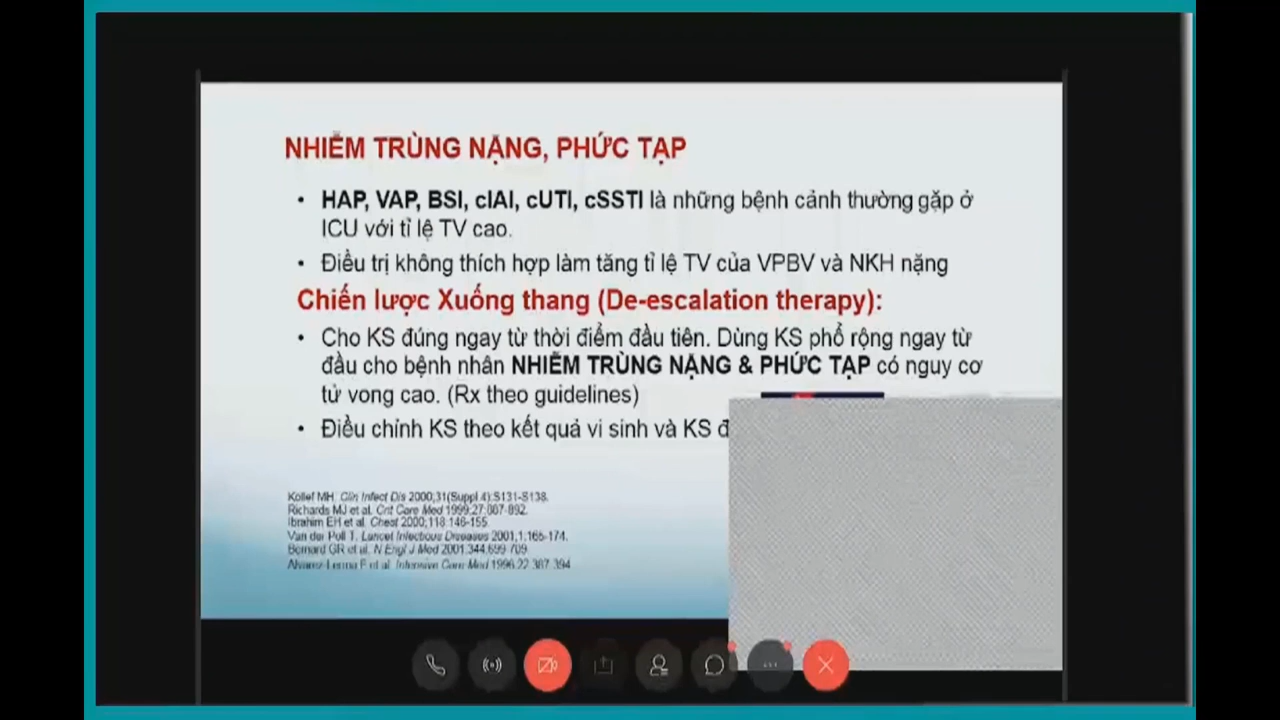 NHIỄM TRÙNG NẶNG, PHỨC TẠP
• HAP, VAP, BSI, cIAI, cUTI, cSSTI là những bệnh cảnh thường gặp ở
ICU với tỉ lệ TV cao.
• Điều trị không thích hợp làm tăng tỉ lệ TV của VPBV và NKH nặng
Chiến lược Xuống thang (De-escalation therapy):
• Cho KS đúng ngay từ thời điểm đầu tiên. Dùng KS phổ rộng ngay từ
đầu cho bệnh nhân NHIỄM TRÙNG NẶNG & PHỨC TẠP có nguy cơ
tử vong cao. (Rx theo guidelines)
• Điều chỉnh KS theo kết quả vi sinh và KS
Kollef MH. Clin Infect Dis 2000;31(Suppl 4):S131-S138.
Richards MJ et al. Crit Care Med 1999;27:887-892.
Ibrahim EH et al. Chest 2000;118:146-155.
Van der Poll T. Lancet Infectious Diseases 2001;1:165-174.
Bernard GR et al. N Engl J Med 2001;344:699-709.
Alvarez-Lerma F et al. Intensive Care Med 1996;22:387-394.